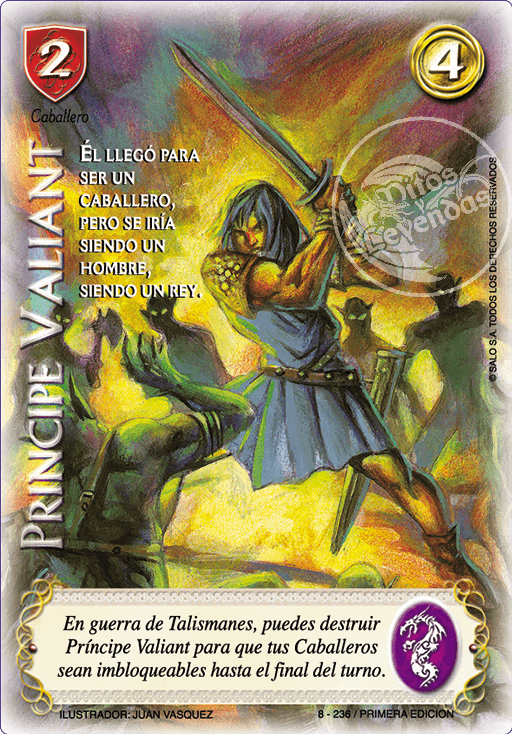 2
4
Caballero
PRÍNCIPE VALIANT
ÉL LLEGÓ PARA
SER UN
CABALLERO,
PERO SE IRÍA
SIENDO UN
HOMBRE,
SIENDO UN REY.
Mitos
y
Leyendas
© SALO S.A. TODOS LOS DERECHOS RESERVADOS
En guerra de Talismanes, puedes destruir
Príncipe Valiant para que tus Caballeros
sean imbloqueables hasta el final del turno.
ILUSTRADOR: JUAN VASQUEZ
8 - 236 / PRIMERA EDICION